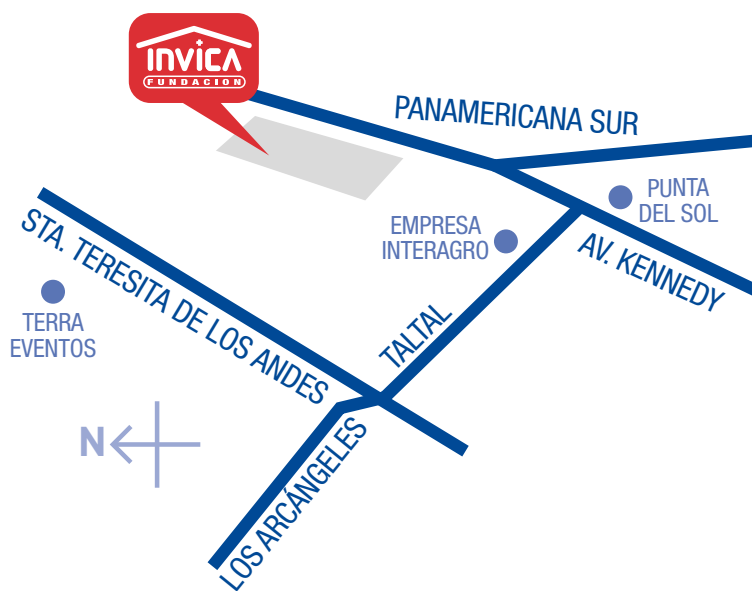 INVICA
FUNDACION
PANAMERICANA SUR
PUNTA
DEL SOL
EMPRESA
INTERAGRO
AV. KENNEDY
STA. TERESITA DE LOS ANDES
TERRA
EVENTOS
TALTAL
N
LOS ARCÁNGELES